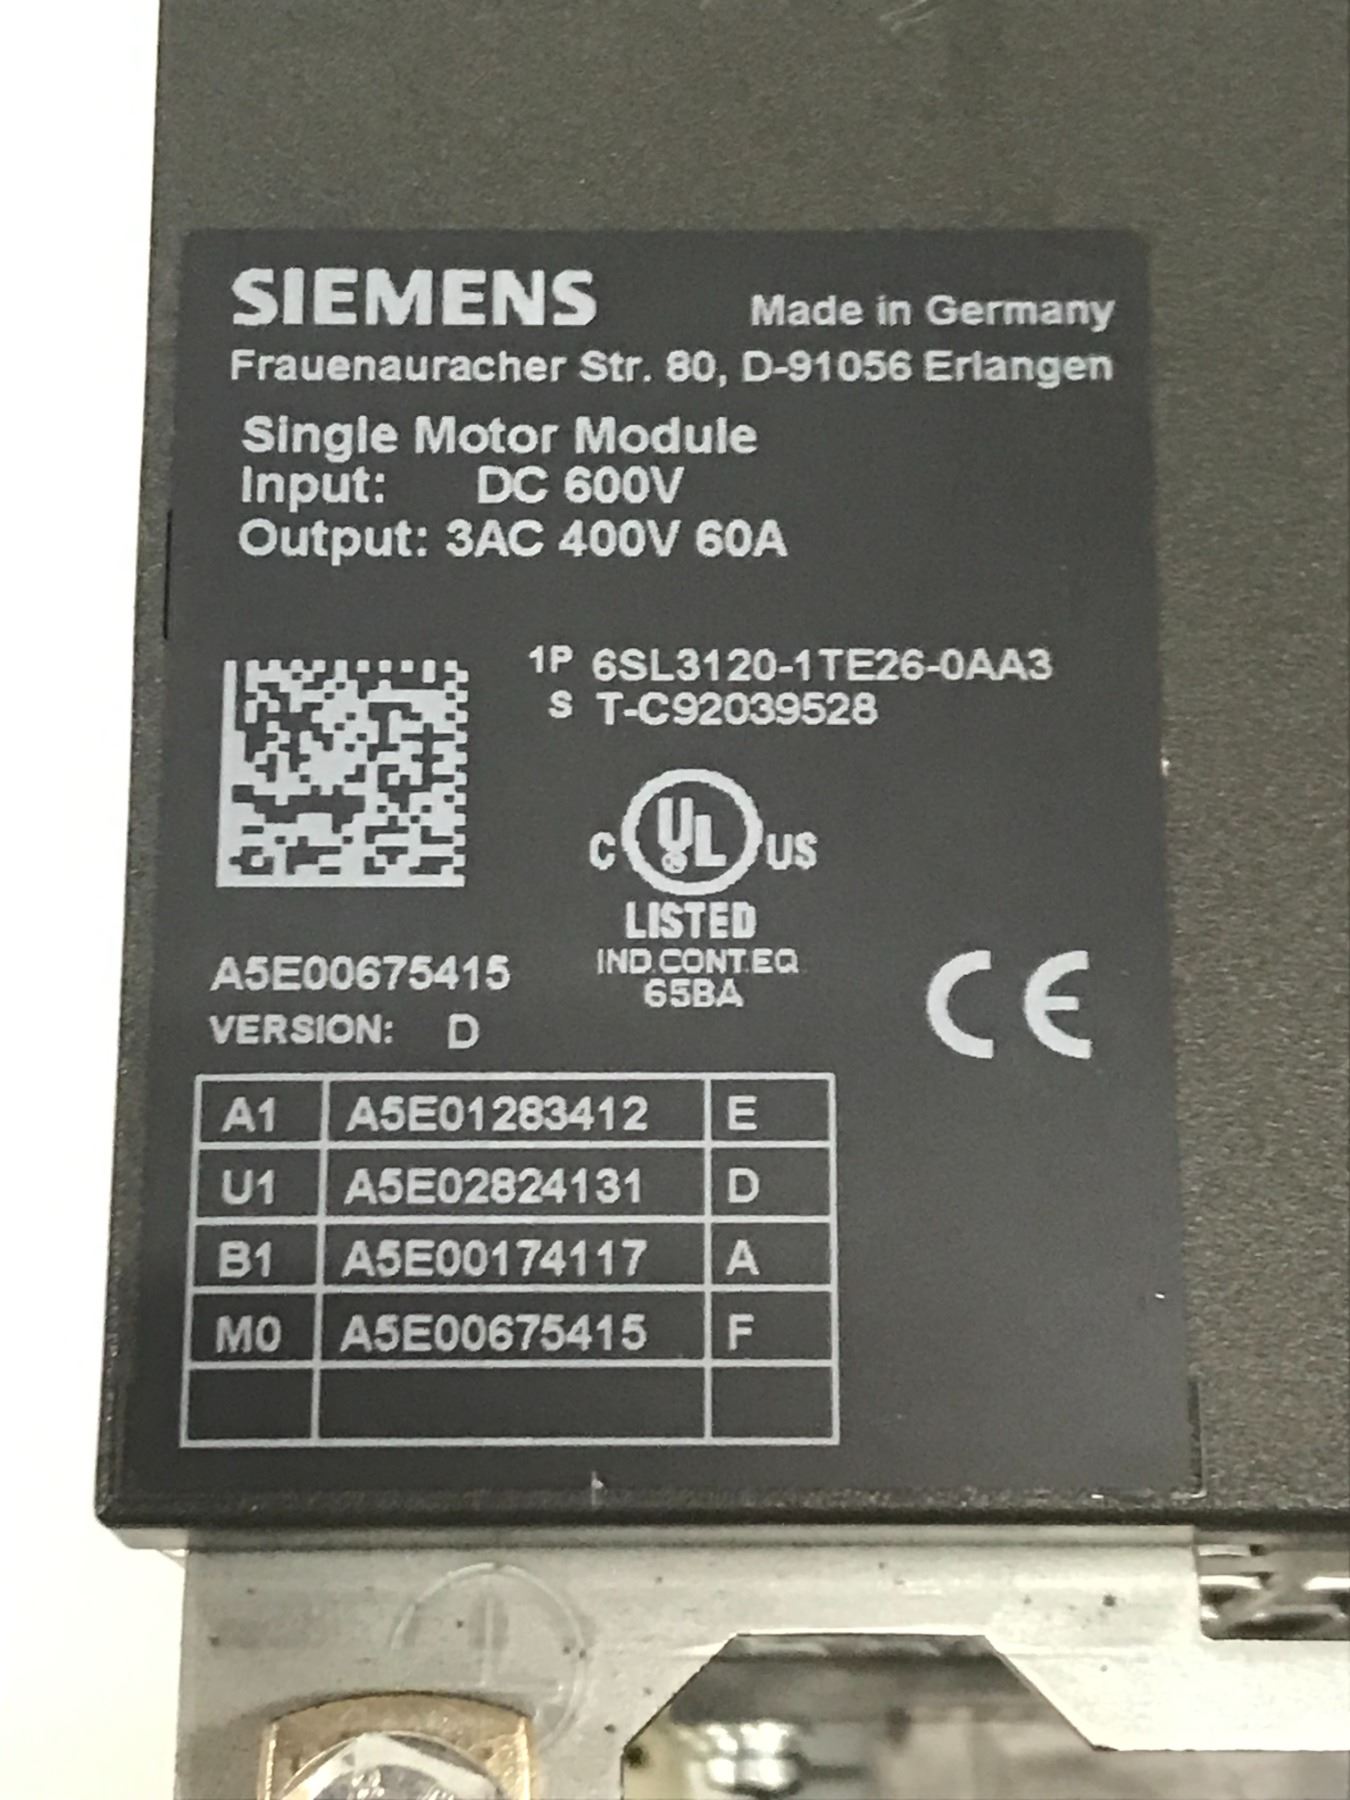 SIEMENS Made in Germany
Frauenauracher Str. 80, D-91056 Erlangen
Single Motor Module
Input: DC 600V
Output: 3AC 400V 60A
1P 6SL3120-1TE26-0AA3
S T-C92039528
C UL US
LISTED
IND.CONT.EQ
65BA
A5E00675415
VERSION: D
CE
A1 A5E01283412 E
U1 A5E02824131 D
B1 A5E00174117 A
M0 A5E00675415 F